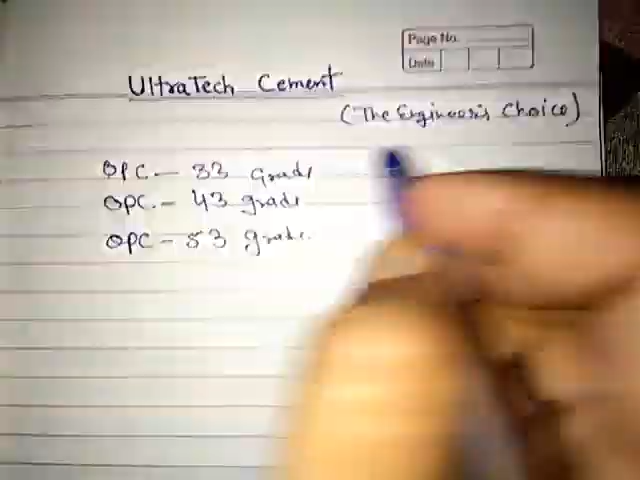 Page No.
Date
UltraTech Cement
(The Engineer's Choice)
OPC - 33 Grade
OPC. - 43 grade
OPC - 53 grade.